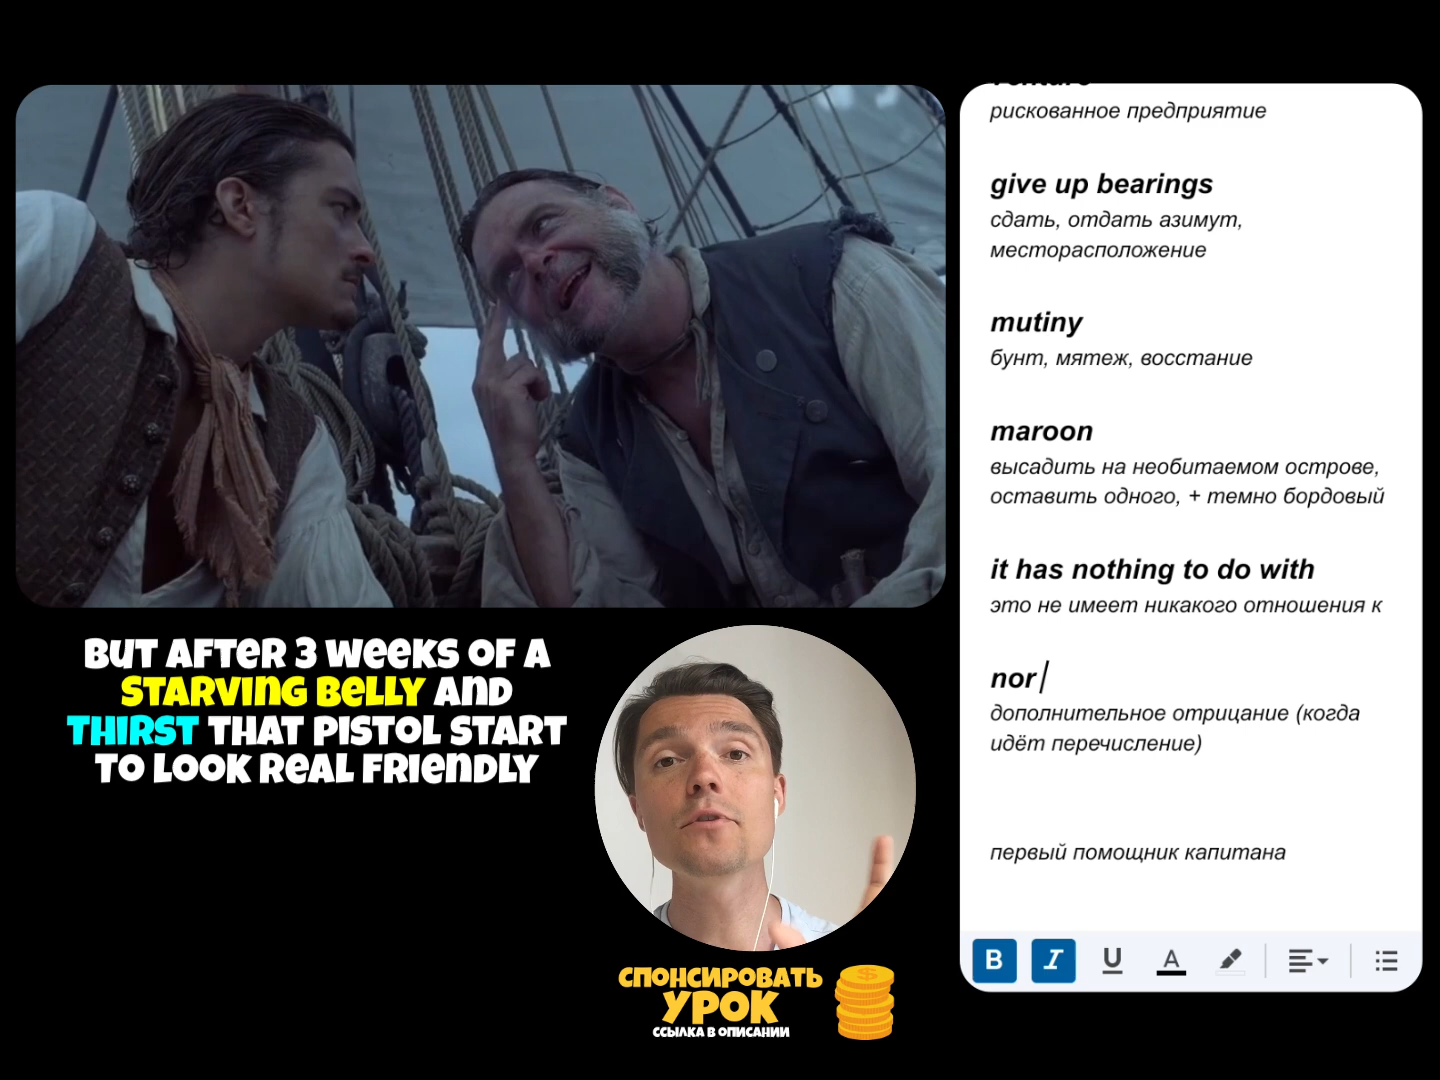 рискованное предприятие
give up bearings
сдать, отдать азимут,
месторасположение
mutiny
бунт, мятеж, восстание
maroon
высадить на необитаемом острове,
оставить одного, + темно бордовый
it has nothing to do with
это не имеет никакого отношения к
nor
дополнительное отрицание (когда
идёт перечисление)
первый помощник капитана
B I U A
BUT AFTER 3 WEEKS OF A
STARVING BELLY AND
THIRST THAT PISTOL START
TO LOOK REAL FRIENDLY
СПОНСИРОВАТЬ
УРОК
ССЫЛКА В ОПИСАНИИ